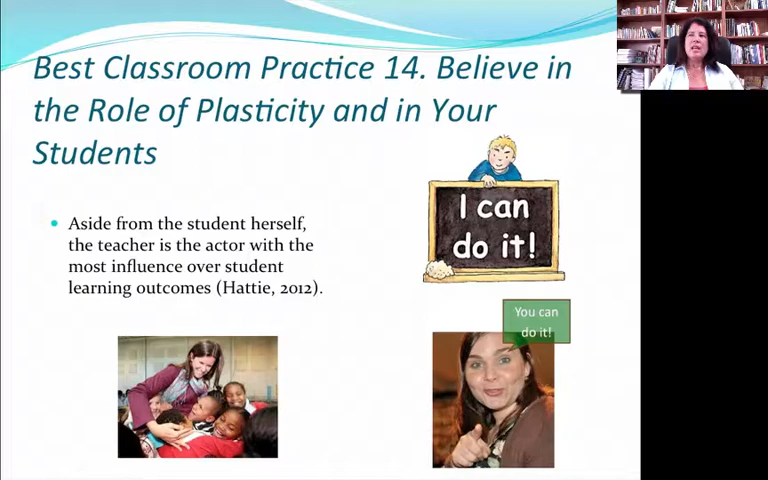 Best Classroom Practice 14. Believe in
the Role of Plasticity and in Your
Students
Aside from the student herself,
the teacher is the actor with the
most influence over student
learning outcomes (Hattie, 2012).
I can
do it!
You can
do it!